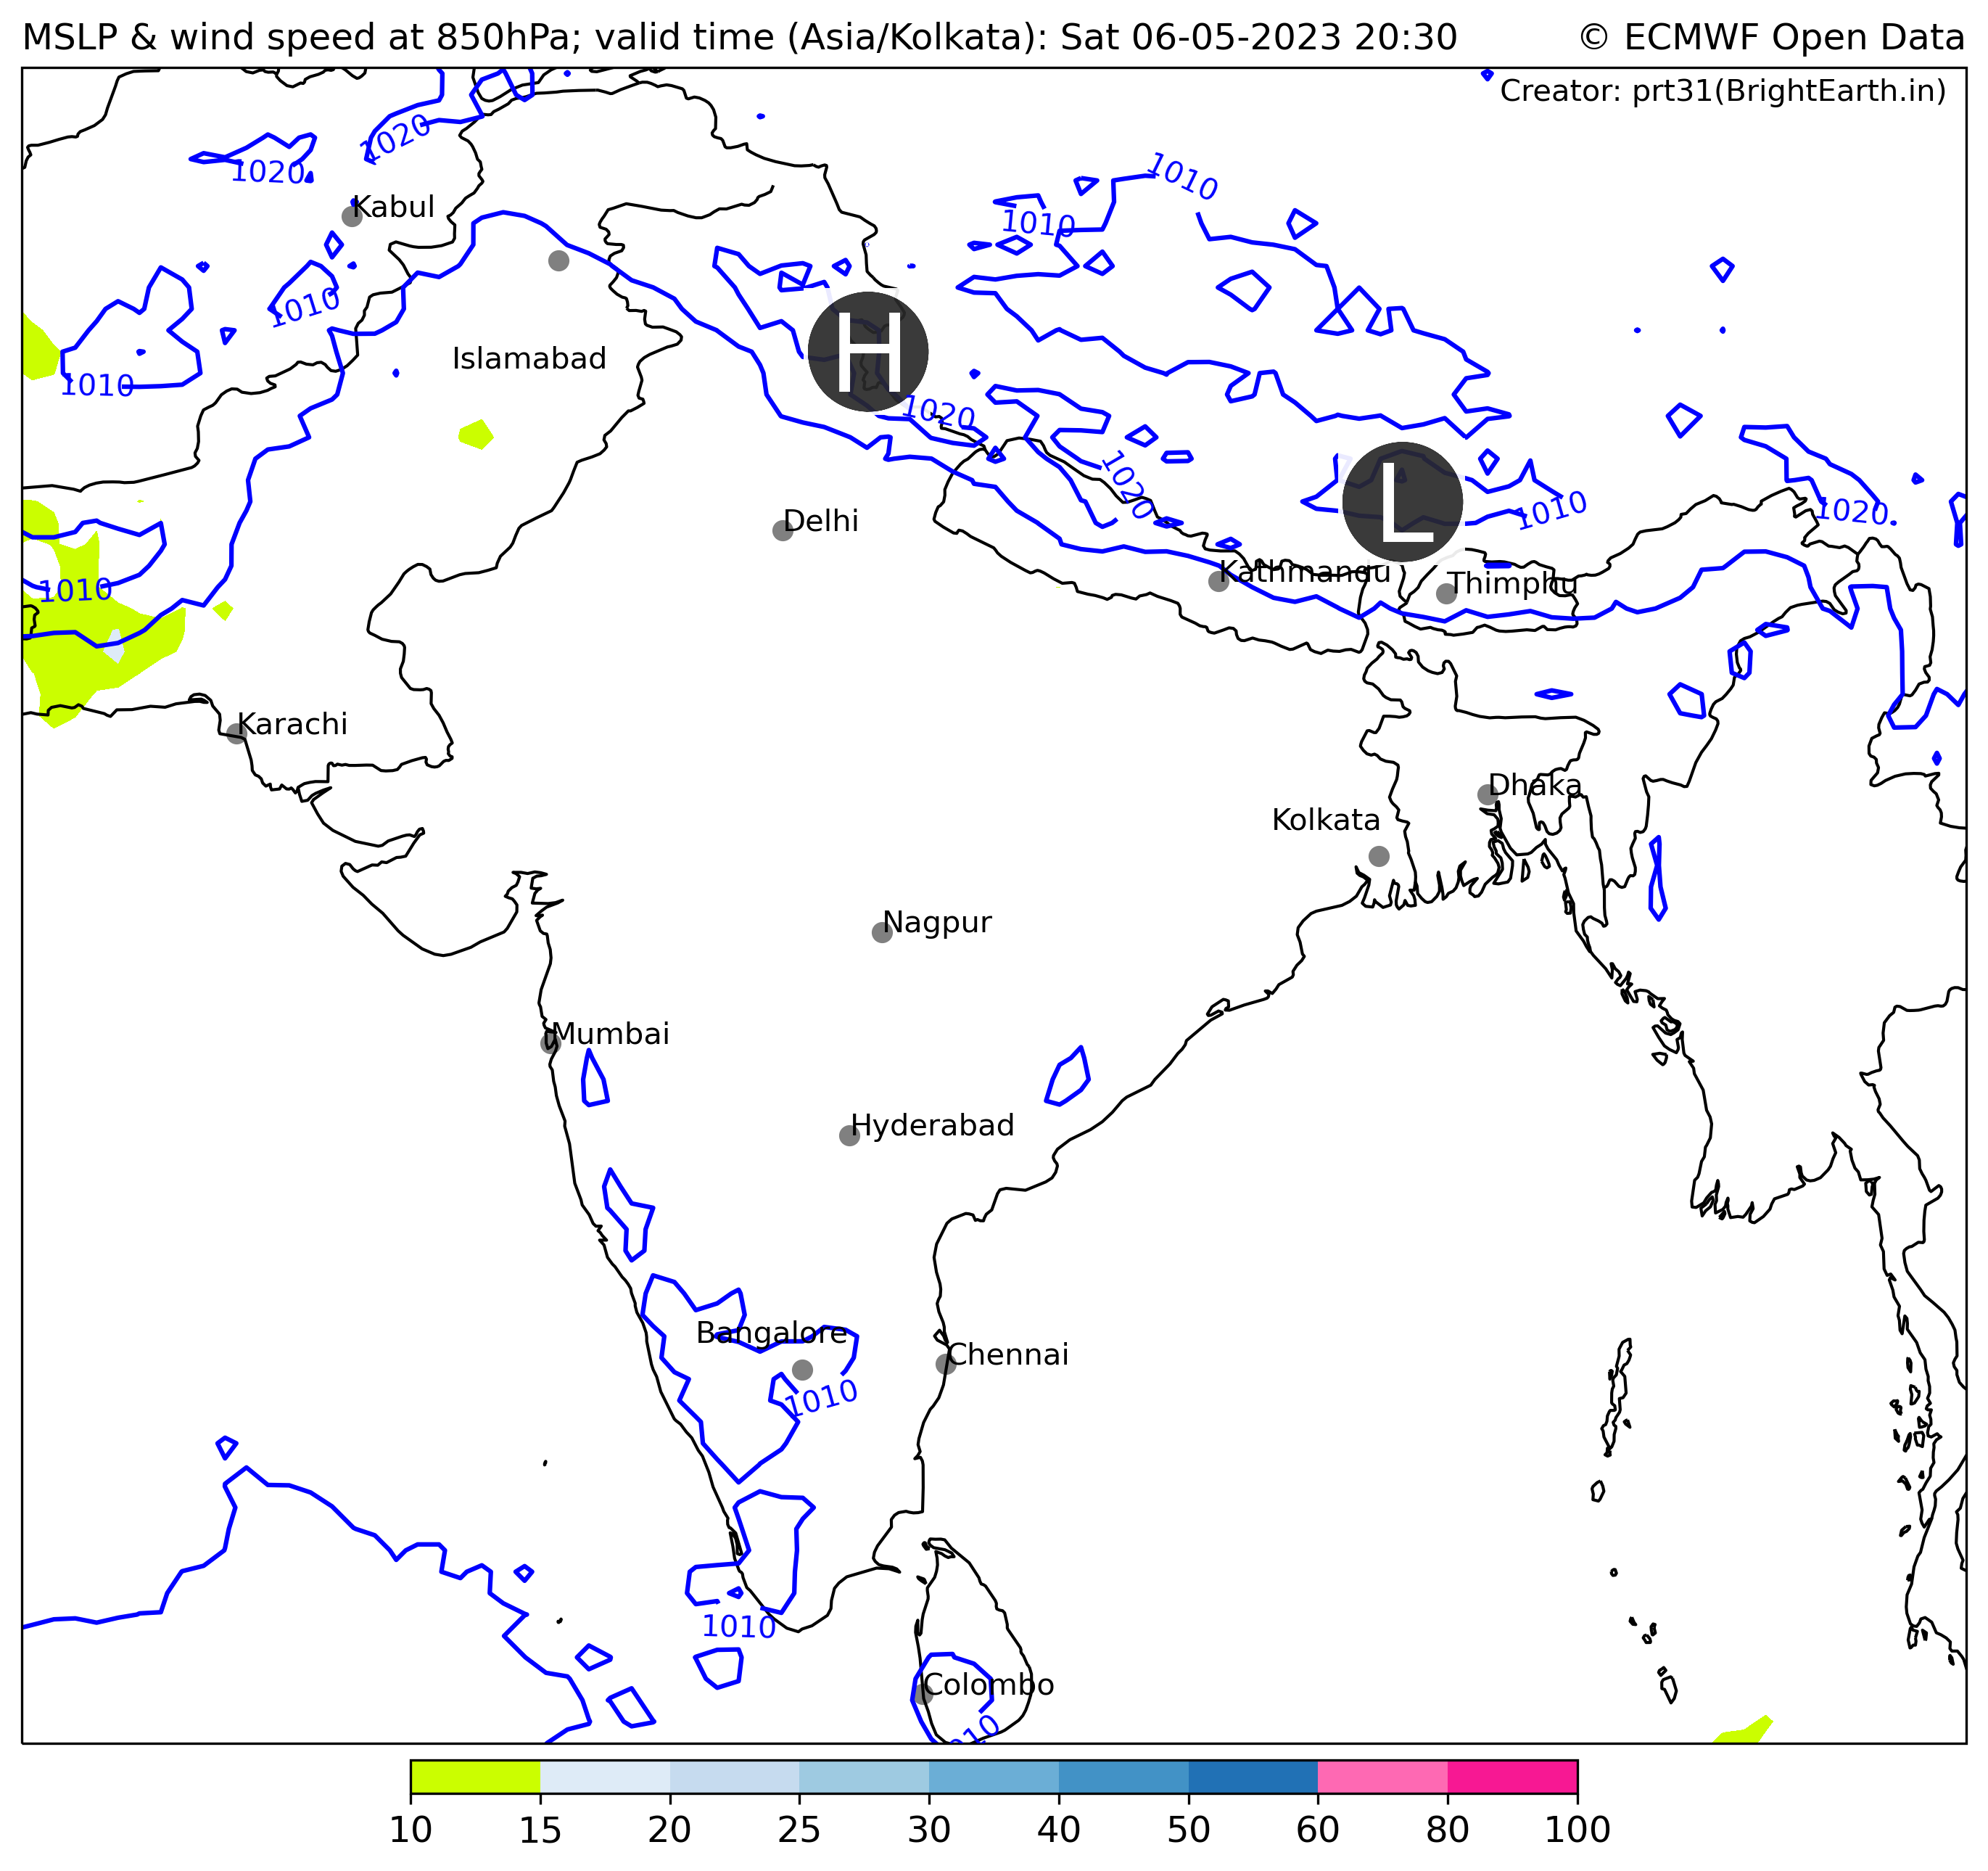 MSLP & wind speed at 850hPa; valid time (Asia/Kolkata): Sat 06-05-2023 20:30
© ECMWF Open Data
Creator: prt31(BrightEarth.in)
1020
1020
1010
Kabul
1010
1010
H
Islamabad
1010
1020
1020
L
1010
1020
Delhi
1010
Kathmandu
Thimphu
Karachi
Dhaka
Kolkata
Nagpur
Mumbai
Hyderabad
Bangalore
Chennai
1010
1010
Colombo
1010
10 15 20 25 30 40 50 60 80 100